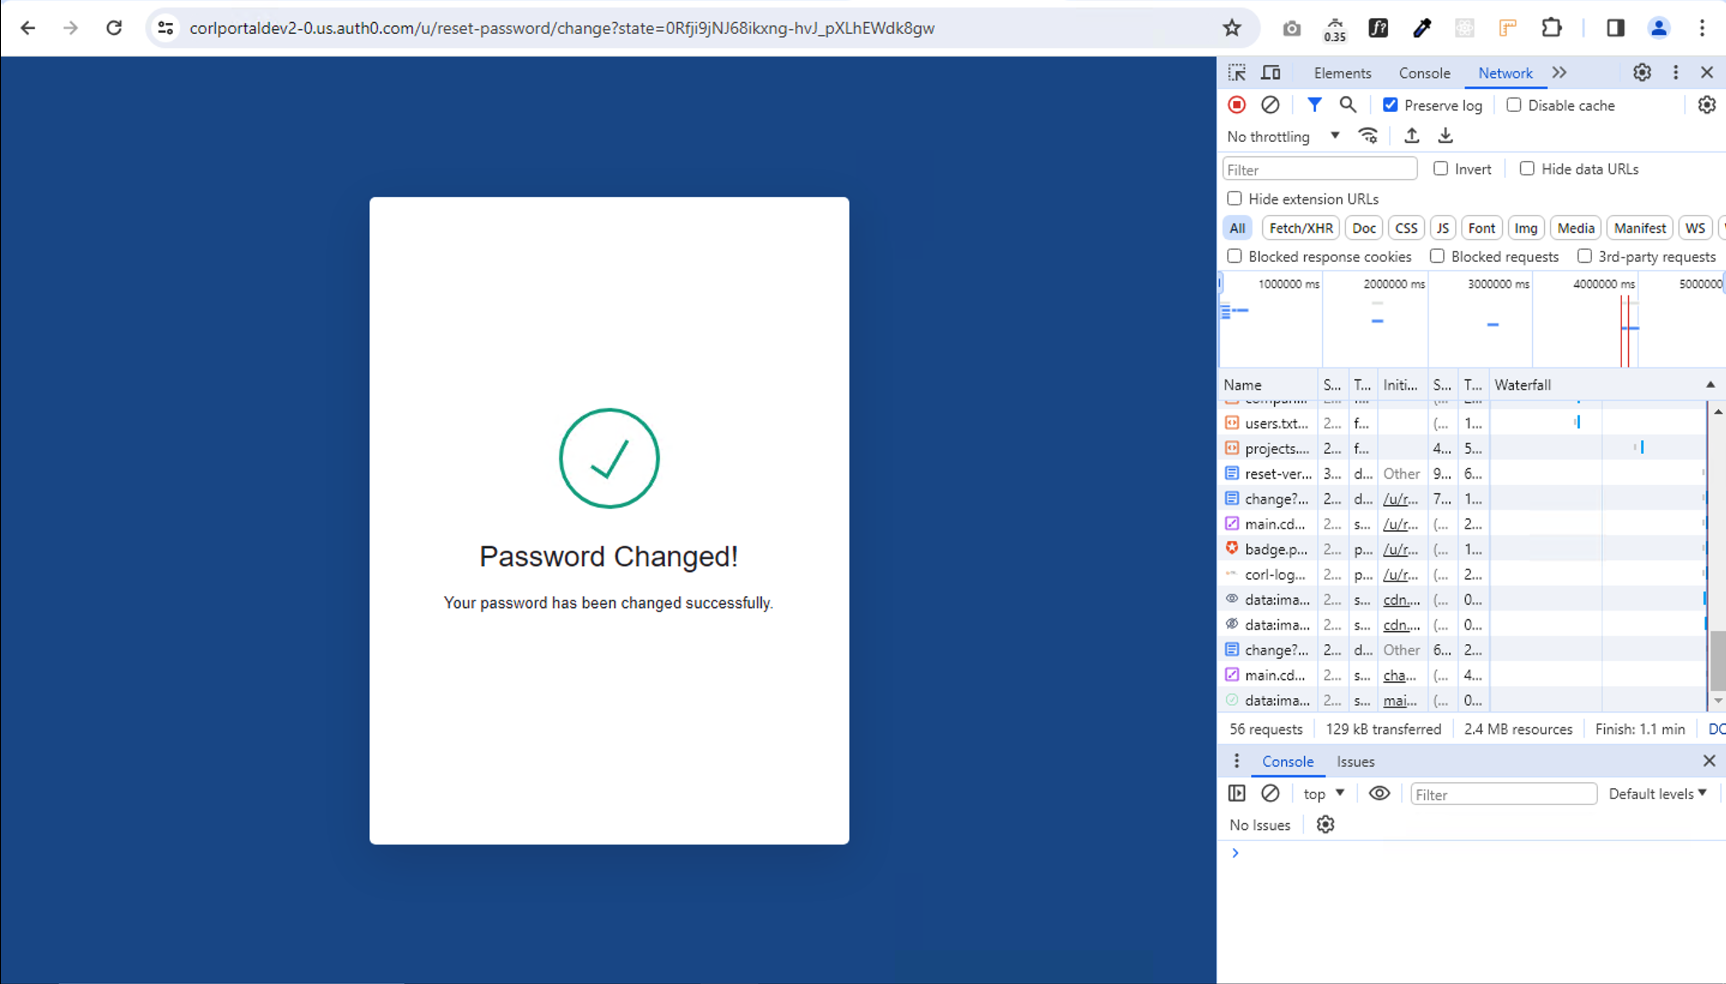 corlportaldev2-0.us.auth0.com/u/reset-password/change?state=0Rfji9jNJ68ikxng-hvJ_pXLhEWdk8gw
0.35
f?
Elements Console Network
Preserve log Disable cache
No throttling
Filter Invert Hide data URLs
Hide extension URLs
All Fetch/XHR Doc CSS JS Font Img Media Manifest WS
Blocked response cookies Blocked requests 3rd-party requests
1000000 ms 2000000 ms 3000000 ms 4000000 ms 5000000
Name S... T... Initi... S... T... Waterfall
users.txt... 2... f... (... 1...
projects.... 2... f... 4... 5...
reset-ver... 3... d... Other 9... 6...
change?... 2... d... /u/r... 7... 1...
main.cd... 2... s... /u/r... (... 2...
badge.p... 2... p... /u/r... (... 1...
corl-log... 2... p... /u/r... (... 2...
data:ima... 2... s... cdn.... (... 0...
data:ima... 2... s... cdn.... (... 0...
change?... 2... d... Other 6... 2...
main.cd... 2... s... cha... (... 4...
data:ima... 2... s... mai... (... 0...
56 requests 129 kB transferred 2.4 MB resources Finish: 1.1 min DC
Console Issues
top Filter Default levels
No Issues
Password Changed!
Your password has been changed successfully.